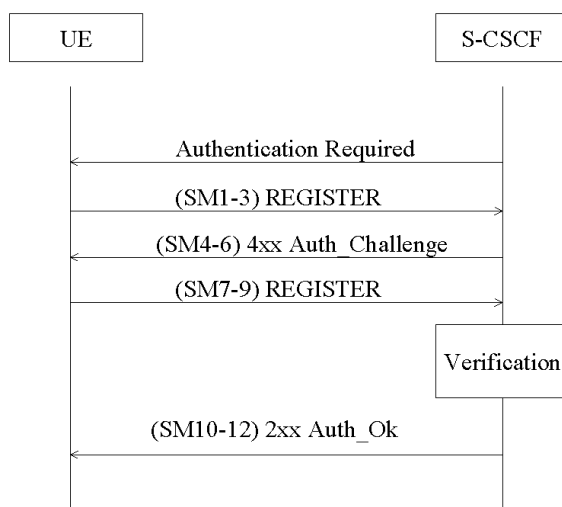 UE
S-CSCF
Authentication Required
(SM1-3) REGISTER
(SM4-6) 4xx Auth_Challenge
(SM7-9) REGISTER
Verification
(SM10-12) 2xx Auth_Ok